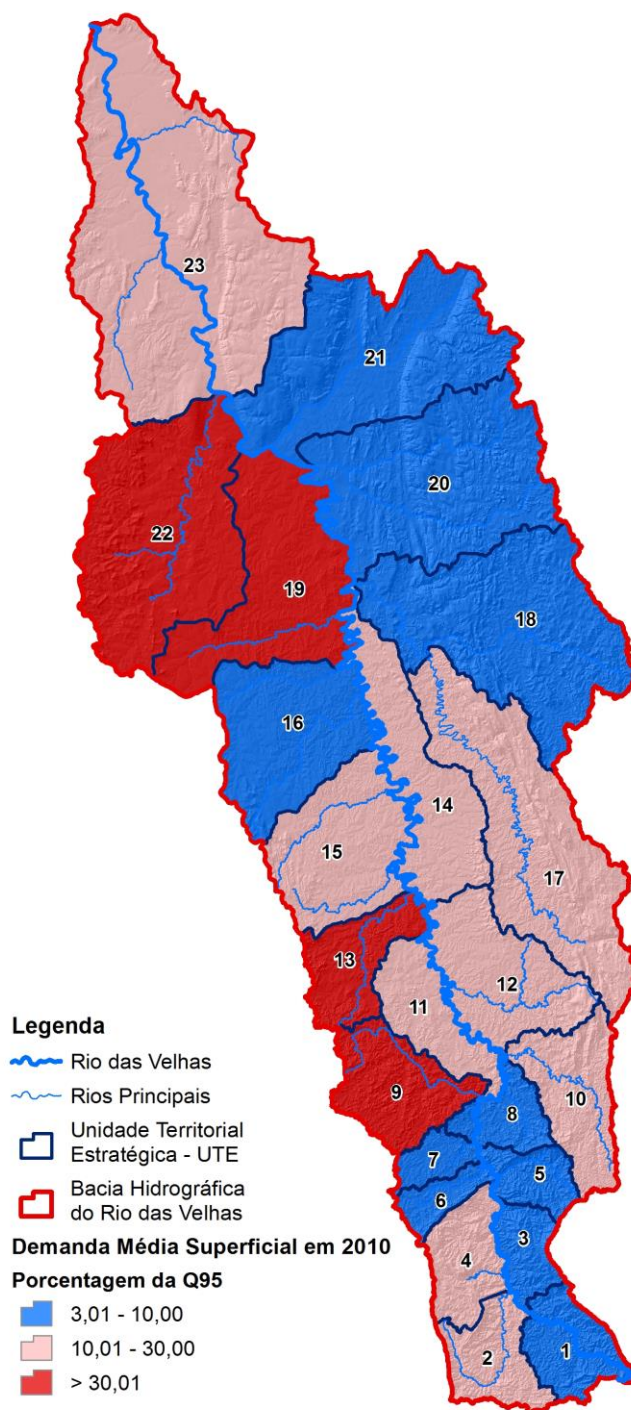 23
21
20
22
19
18
16
14
15
17
13
12
11
10
9
8
7
5
6
3
4
1
2
Legenda
Rio das Velhas
Rios Principais
Unidade Territorial
Estratégica - UTE
Bacia Hidrográfica
do Rio das Velhas
Demanda Média Superficial em 2010
Porcentagem da Q95
3,01 - 10,00
10,01 - 30,00
> 30,01